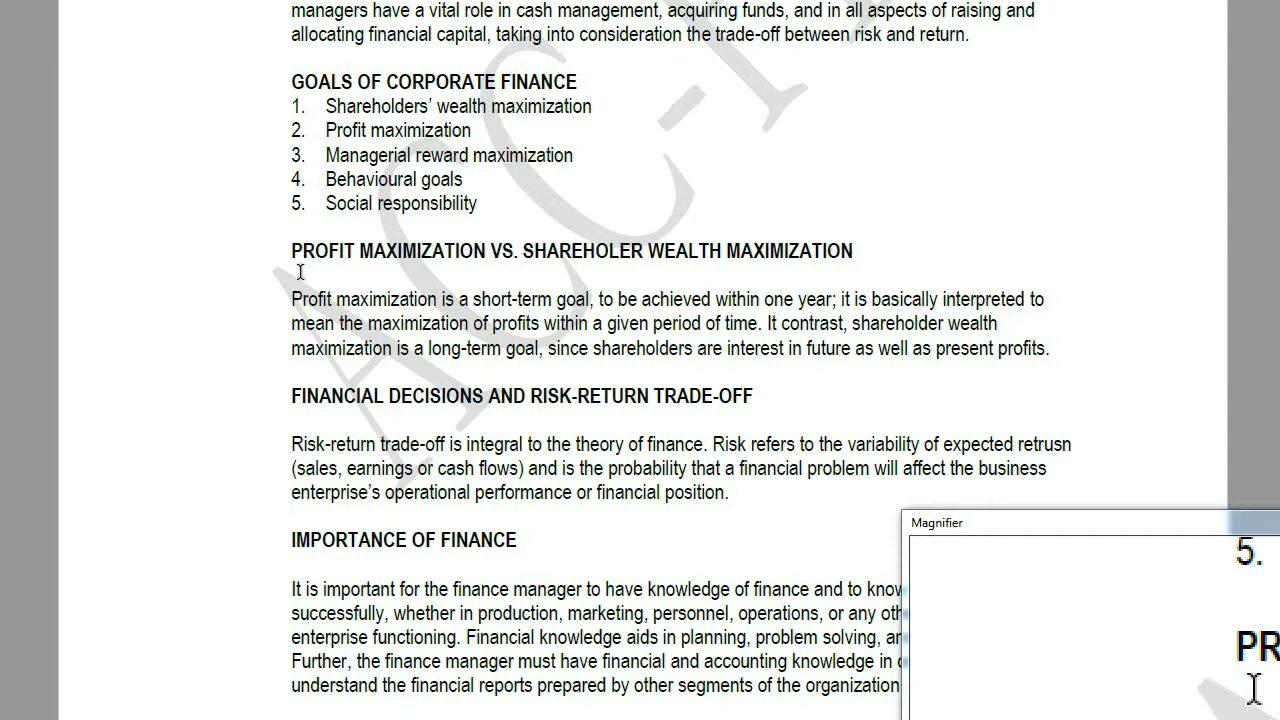 managers have a vital role in cash management, acquiring funds, and in all aspects of raising and
allocating financial capital, taking into consideration the trade-off between risk and return.
GOALS OF CORPORATE FINANCE
1. Shareholders' wealth maximization
2. Profit maximization
3. Managerial reward maximization
4. Behavioural goals
5. Social responsibility
PROFIT MAXIMIZATION VS. SHAREHOLER WEALTH MAXIMIZATION
Profit maximization is a short-term goal, to be achieved within one year; it is basically interpreted to
mean the maximization of profits within a given period of time. It contrast, shareholder wealth
maximization is a long-term goal, since shareholders are interest in future as well as present profits.
FINANCIAL DECISIONS AND RISK-RETURN TRADE-OFF
Risk-return trade-off is integral to the theory of finance. Risk refers to the variability of expected retrusn
(sales, earnings or cash flows) and is the probability that a financial problem will affect the business
enterprise's operational performance or financial position.
IMPORTANCE OF FINANCE
It is important for the finance manager to have knowledge of finance and to know
successfully, whether in production, marketing, personnel, operations, or any
enterprise functioning. Financial knowledge aids in planning, problem solving,
Further, the finance manager must have financial and accounting knowledge in
understand the financial reports prepared by other segments of the organization
Magnifier
5.
PR
ACC-